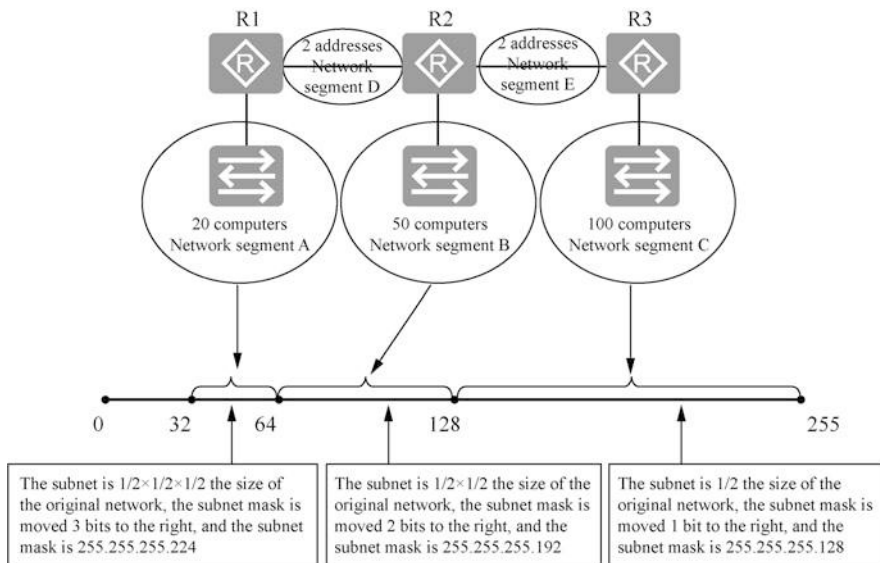 R1
R2
R3
2 addresses
Network
segment D
2 addresses
Network
segment E
R
R
R
20 computers
Network segment A
50 computers
Network segment B
100 computers
Network segment C
0
32
64
128
255
The subnet is 1/2×1/2×1/2 the size of
the original network, the subnet mask is
moved 3 bits to the right, and the subnet
mask is 255.255.255.224
The subnet is 1/2×1/2 the size of the
original network, the subnet mask is
moved 2 bits to the right, and the
subnet mask is 255.255.255.192
The subnet is 1/2 the size of the
original network, the subnet mask is
moved 1 bit to the right, and the
subnet mask is 255.255.255.128